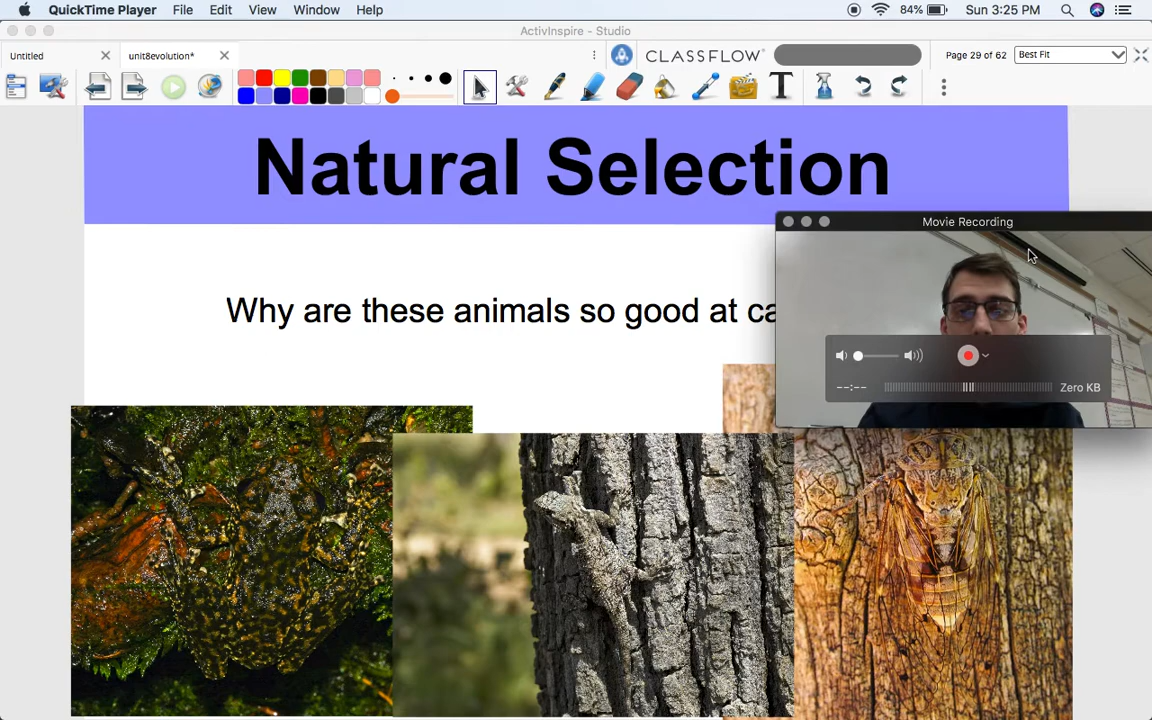 QuickTime Player File Edit View Window Help 84% Sun 3:25 PM
ActivInspire - Studio
Untitled unit8evolution* CLASSFLOW Page 29 of 62 Best Fit
Natural Selection
Movie Recording
Why are these animals so good at ca
--:-- Zero KB